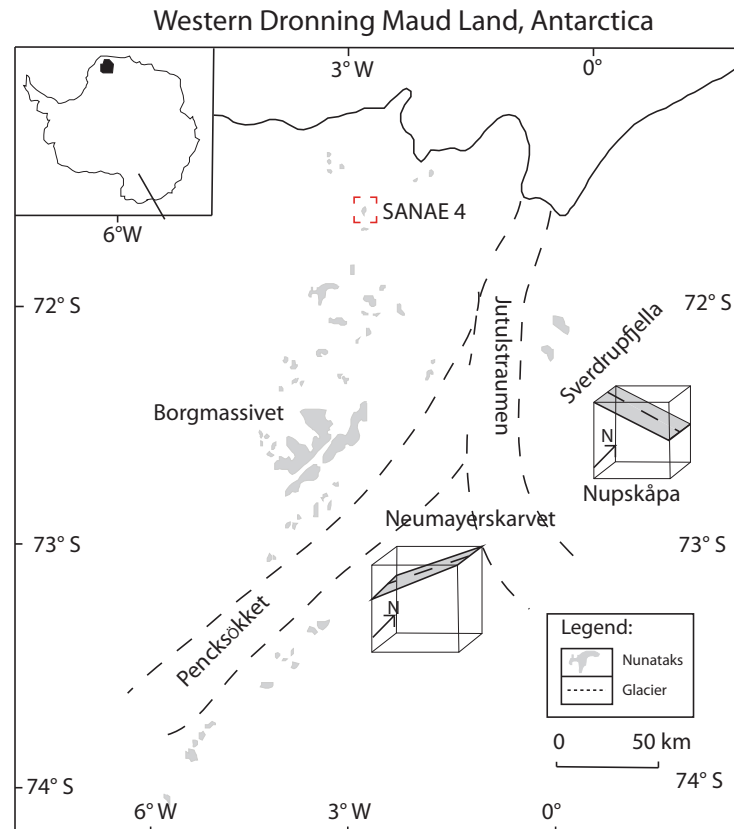 Western Dronning Maud Land, Antarctica
3° W
0°
SANAE 4
6°W
72° S
72° S
Jutulstraumen
Sverdrupfjella
Borgmassivet
N
Nupskåpa
Neumayerskarvet
73° S
73° S
N
Pencksökket
Legend:
Nunataks
Glacier
0 50 km
74° S
74° S
6° W
3° W
0°